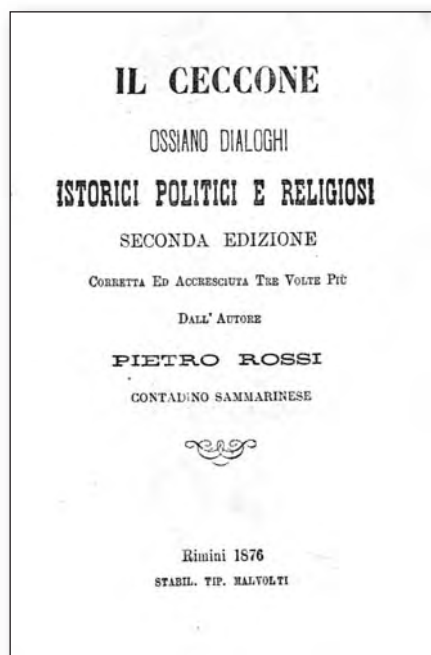 IL CECCONE
OSSIANO DIALOGHI
ISTORICI POLITICI E RELIGIOSI
SECONDA EDIZIONE
CORRETTA ED ACCRESCIUTA TRE VOLTE PIÙ
DALL' AUTORE
PIETRO ROSSI
CONTADINO SAMMARINESE
Rimini 1876
STABIL. TIP. MALVOLTI